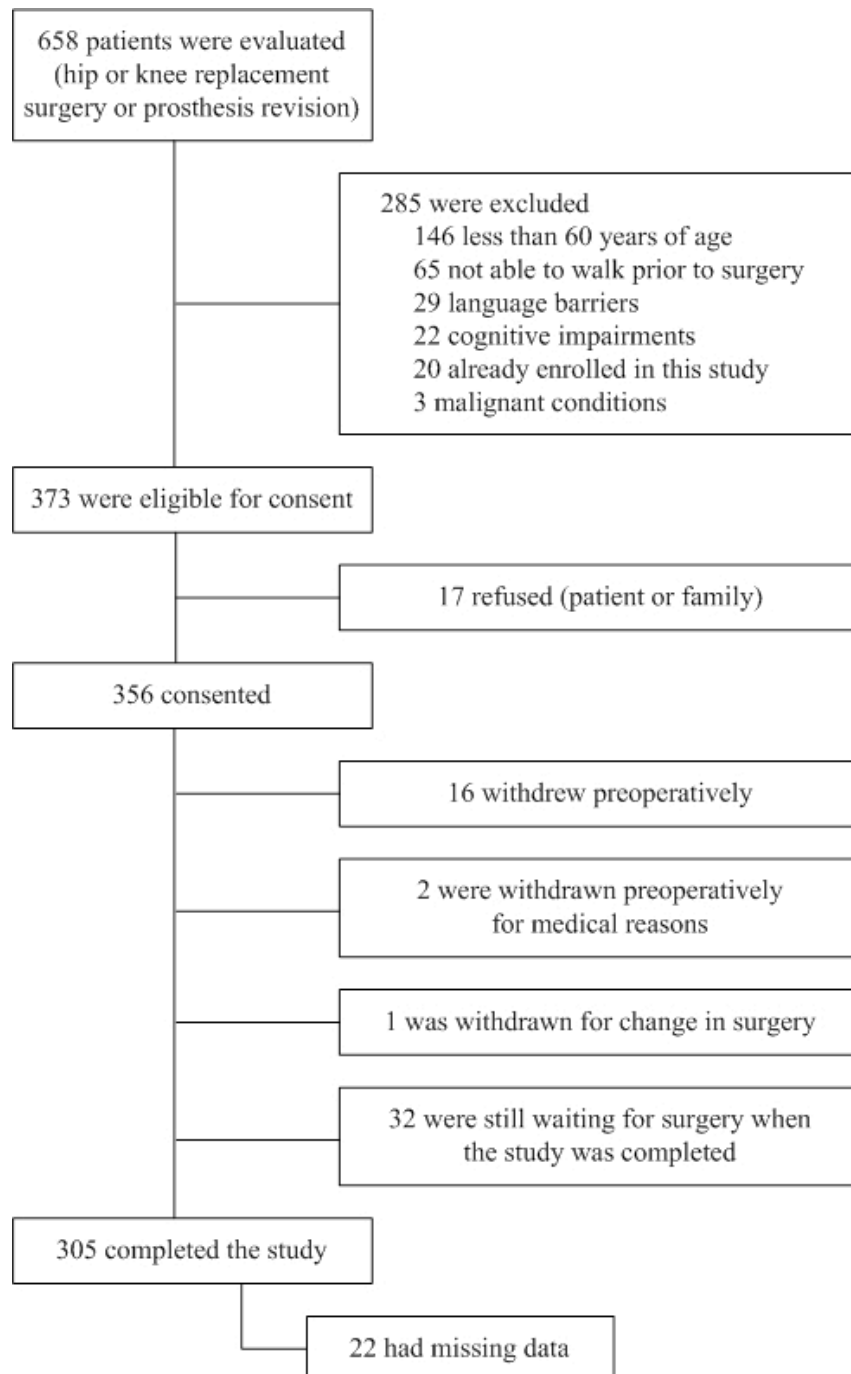 658 patients were evaluated
(hip or knee replacement
surgery or prosthesis revision)
285 were excluded
146 less than 60 years of age
65 not able to walk prior to surgery
29 language barriers
22 cognitive impairments
20 already enrolled in this study
3 malignant conditions
373 were eligible for consent
17 refused (patient or family)
356 consented
16 withdrew preoperatively
2 were withdrawn preoperatively
for medical reasons
1 was withdrawn for change in surgery
32 were still waiting for surgery when
the study was completed
305 completed the study
22 had missing data